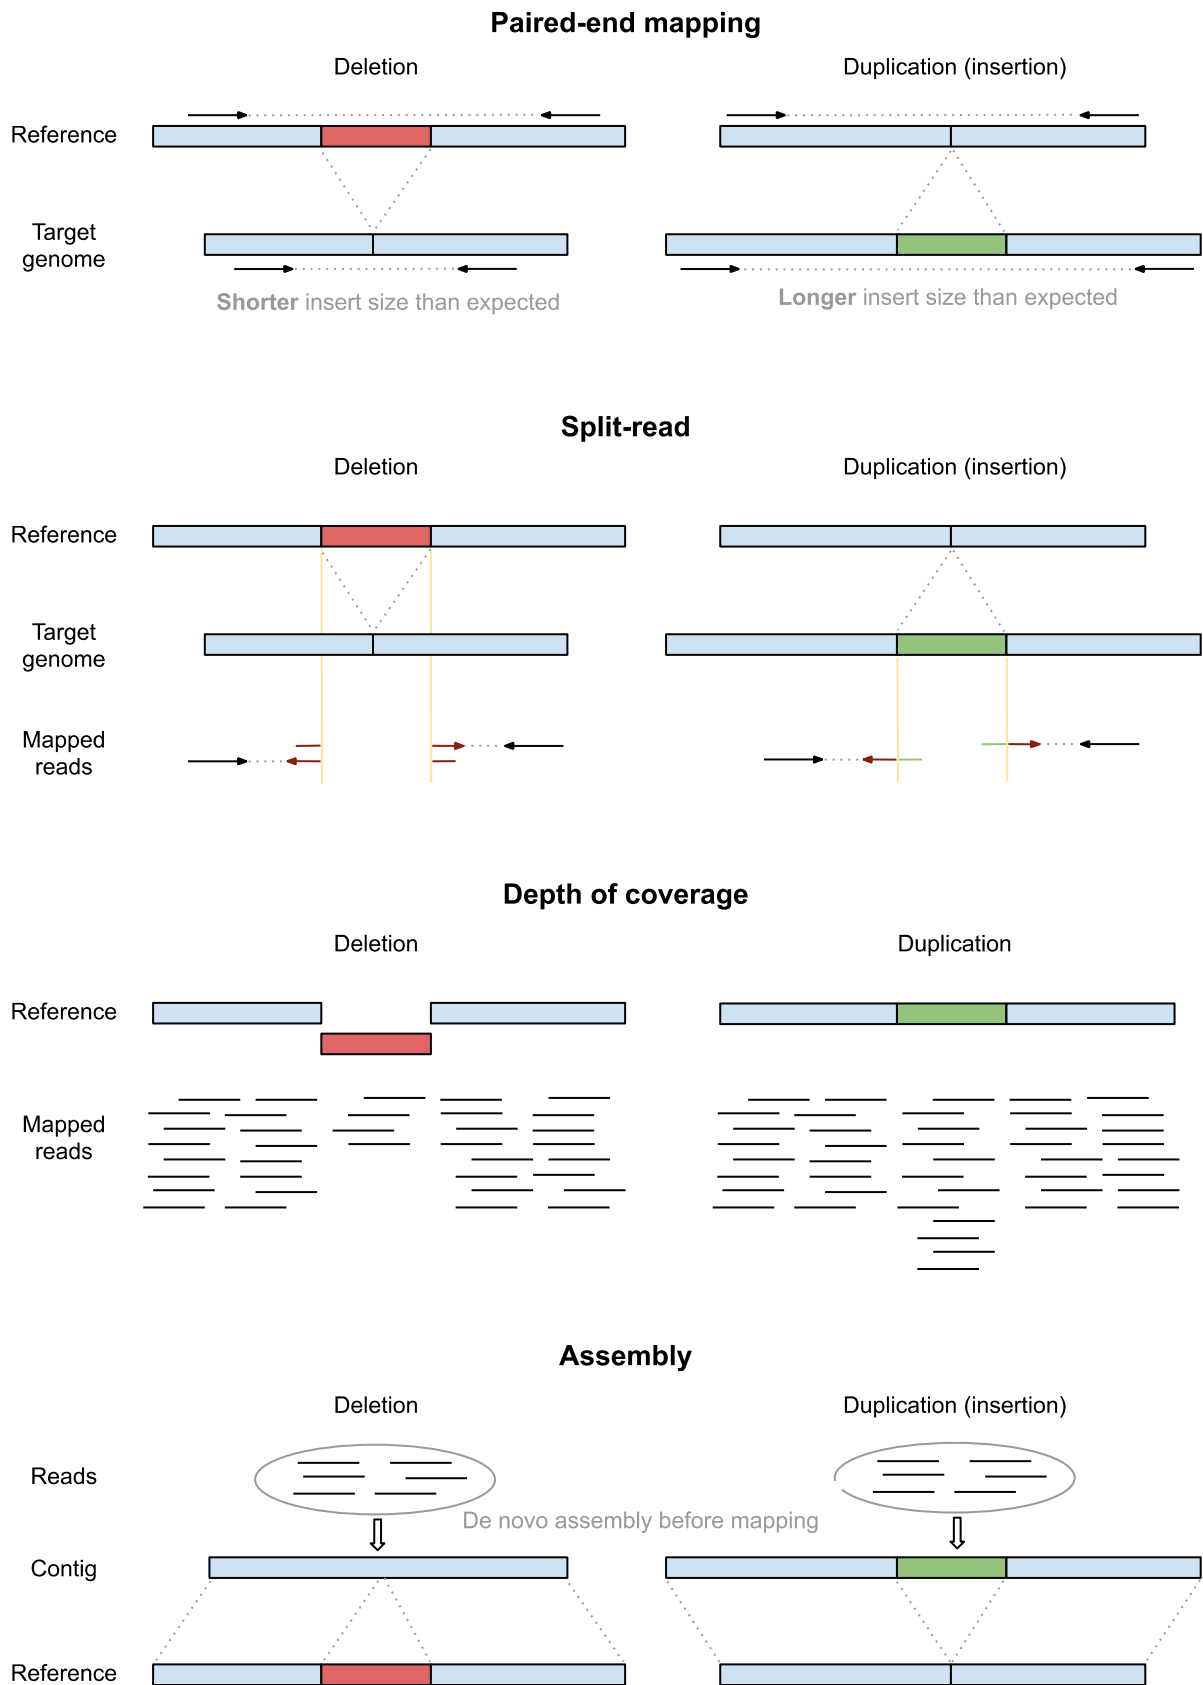 Paired-end mapping
Deletion
Duplication (insertion)
Reference
Target
genome
Shorter insert size than expected
Longer insert size than expected
Split-read
Deletion
Duplication (insertion)
Reference
Target
genome
Mapped
reads
Depth of coverage
Deletion
Duplication
Reference
Mapped
reads
Assembly
Deletion
Duplication (insertion)
Reads
De novo assembly before mapping
Contig
Reference